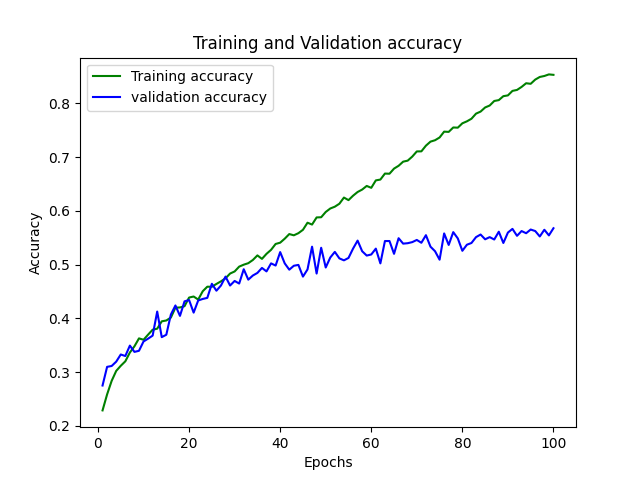 Training and Validation accuracy
Training accuracy
validation accuracy
0.8
0.7
0.6
0.5
0.4
0.3
0.2
Accuracy
0 20 40 60 80 100
Epochs